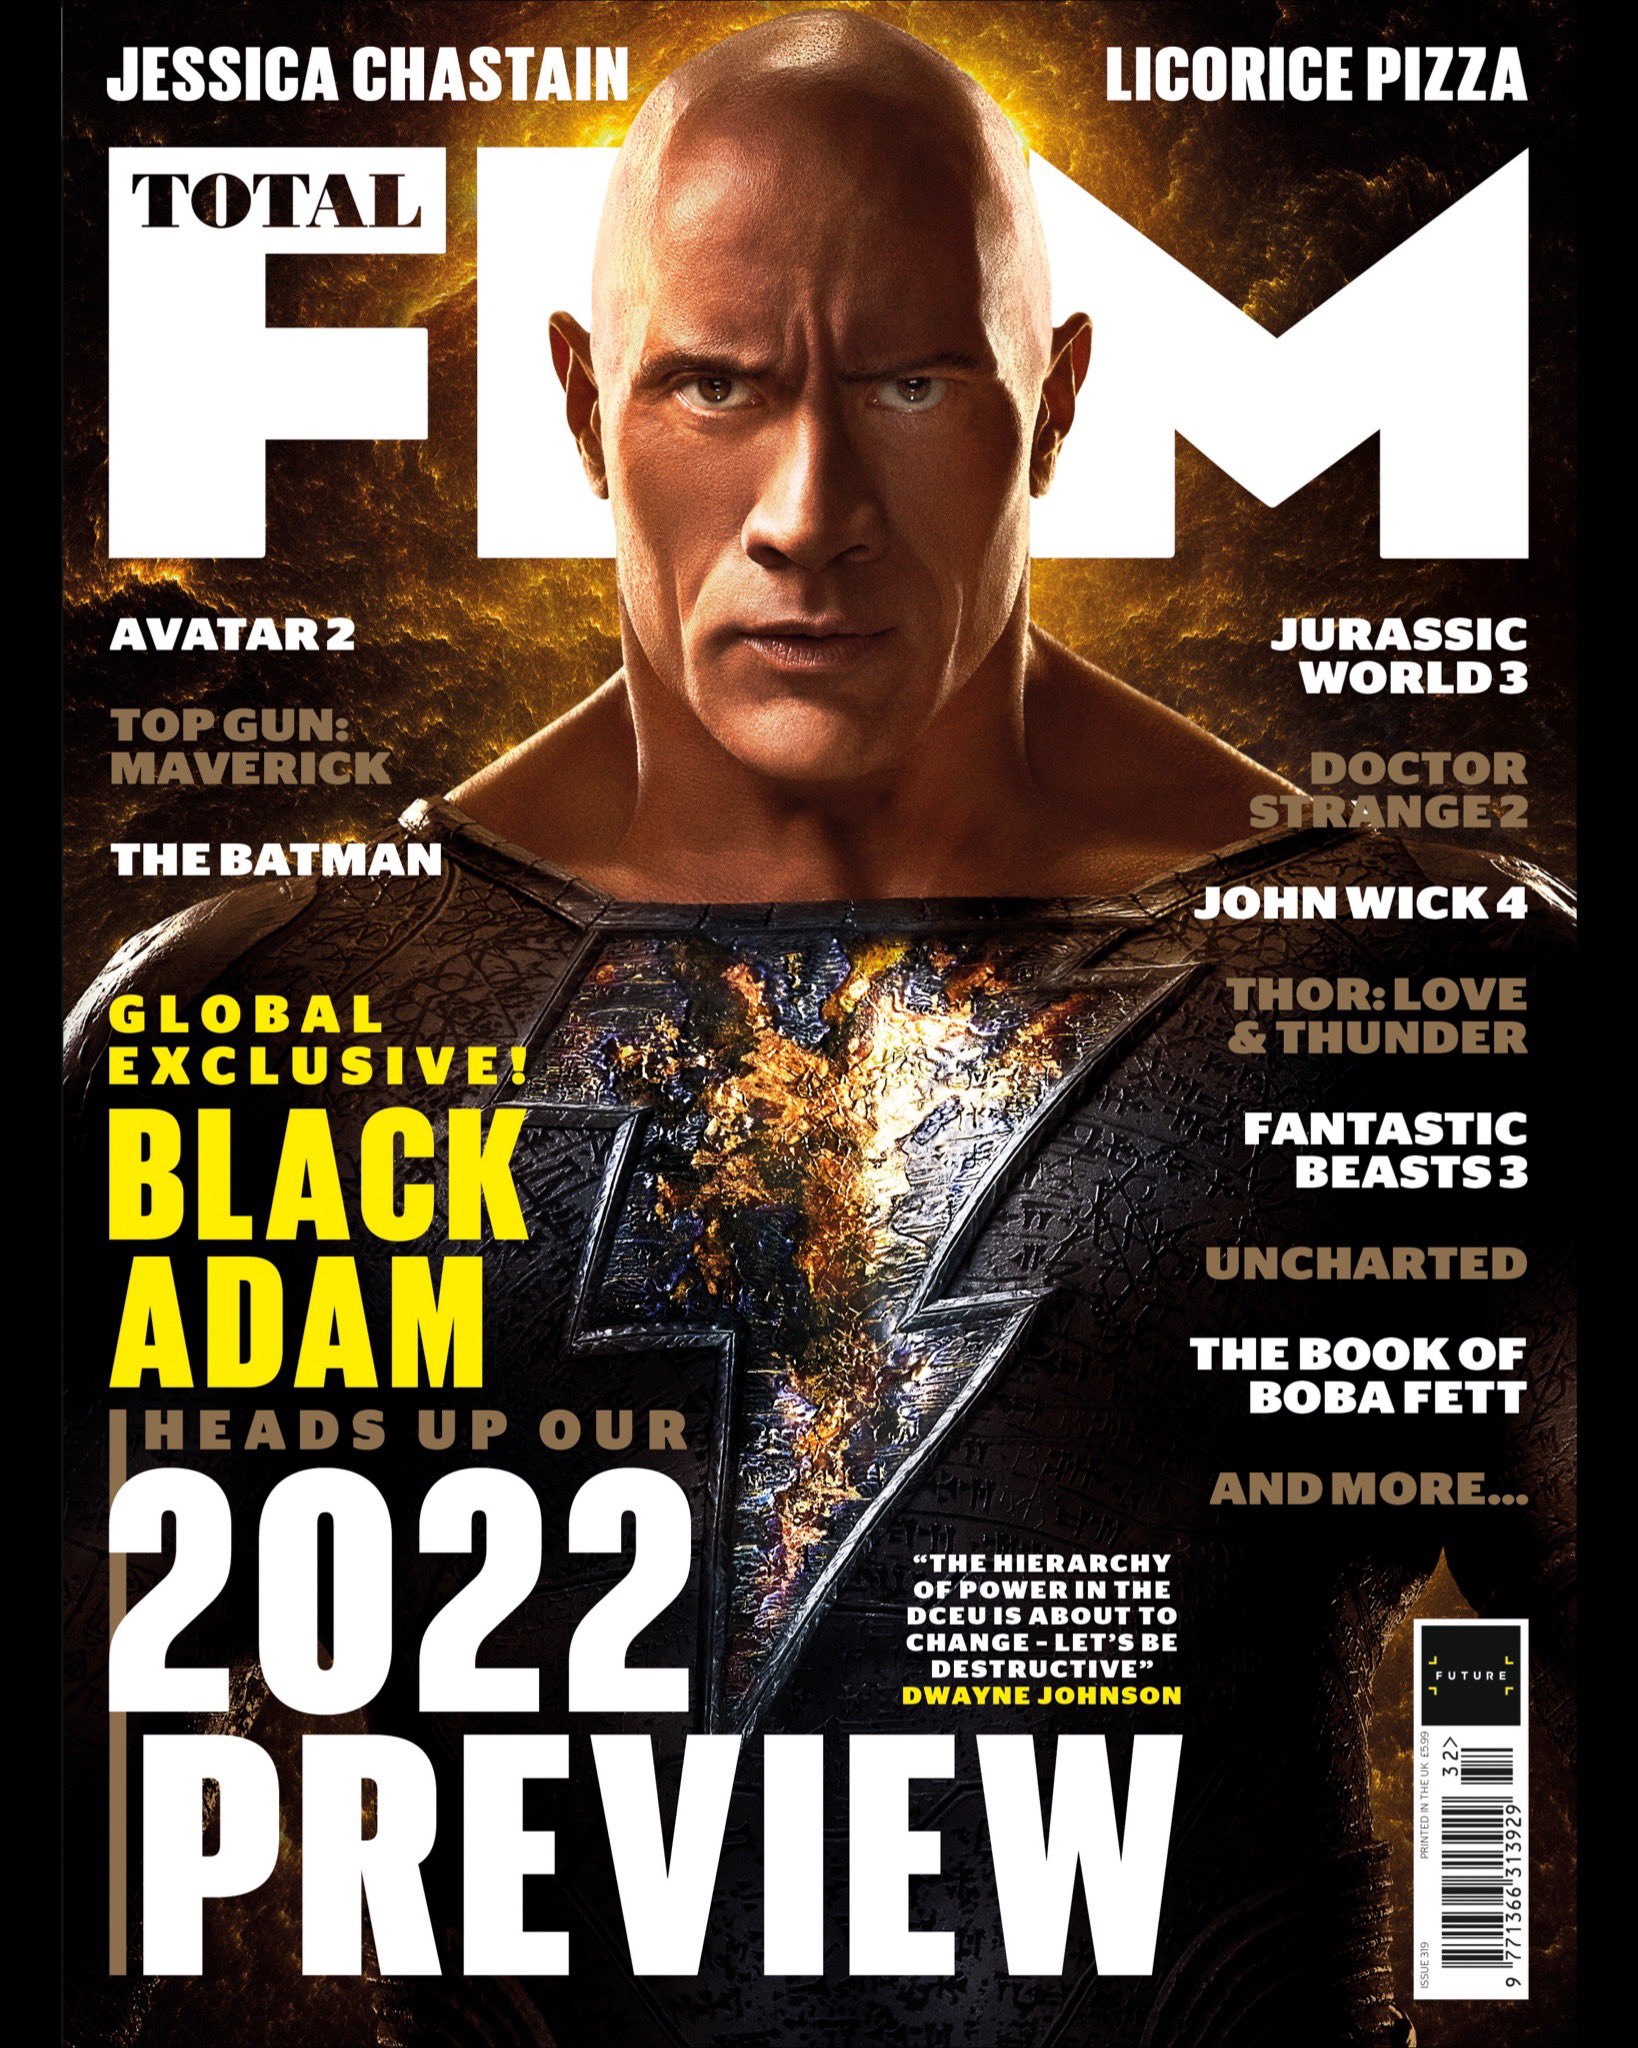 JESSICA CHASTAIN
LICORICE PIZZA
TOTAL
FILM
AVATAR 2
TOP GUN:
MAVERICK
THE BATMAN
JURASSIC
WORLD 3
DOCTOR
STRANGE 2
JOHN WICK 4
THOR: LOVE
& THUNDER
FANTASTIC
BEASTS 3
UNCHARTED
THE BOOK OF
BOBA FETT
AND MORE...
GLOBAL
EXCLUSIVE!
BLACK
ADAM
HEADS UP OUR
2022
PREVIEW
“THE HIERARCHY
OF POWER IN THE
DCEU IS ABOUT TO
CHANGE – LET’S BE
DESTRUCTIVE”
DWAYNE JOHNSON
FUTURE
ISSUE 319 PRINTED IN THE UK £5.99
32>
9 771366 313929